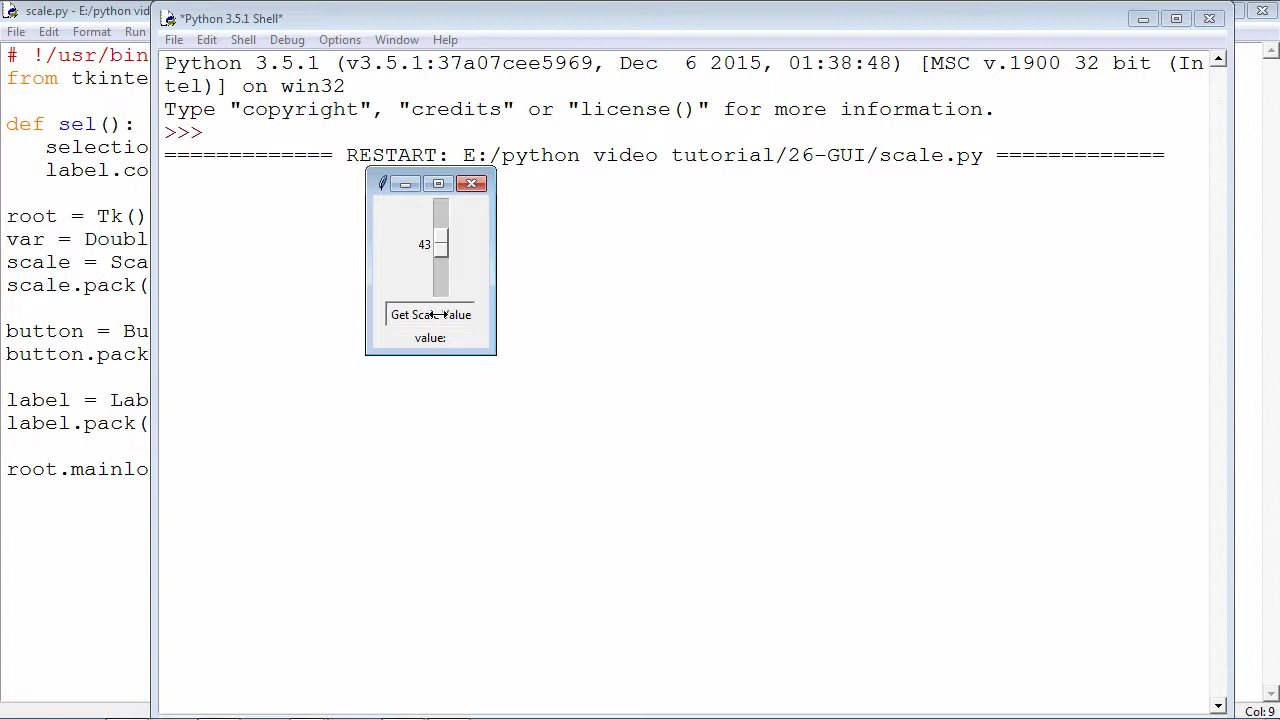 scale.py - E:/python vid
File Edit Format Run
# !/usr/bin
from tkinte
def sel():
selectio
label.co
root = Tk()
var = Doubl
scale = Sca
scale.pack(
button = Bu
button.pack
label = Lab
label.pack(
root.mainlo
*Python 3.5.1 Shell*
File Edit Shell Debug Options Window Help
Python 3.5.1 (v3.5.1:37a07cee5969, Dec  6 2015, 01:38:48) [MSC v.1900 32 bit (In
tel)] on win32
Type "copyright", "credits" or "license()" for more information.
>>>
============= RESTART: E:/python video tutorial/26-GUI/scale.py =============
43
Get Scale Value
value:
Col: 9